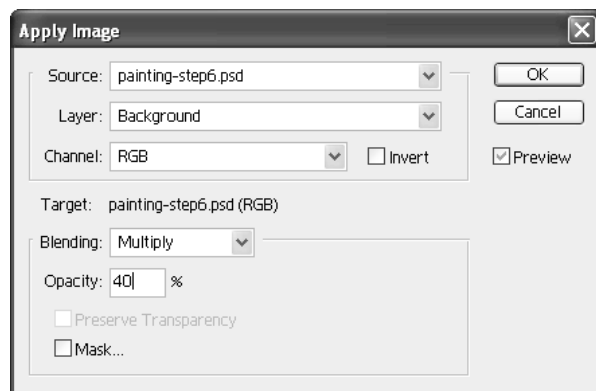 Apply Image
Source: painting-step6.psd
OK
Layer: Background
Cancel
Channel: RGB Invert
Preview
Target: painting-step6.psd (RGB)
Blending: Multiply
Opacity: 40 %
Preserve Transparency
Mask...